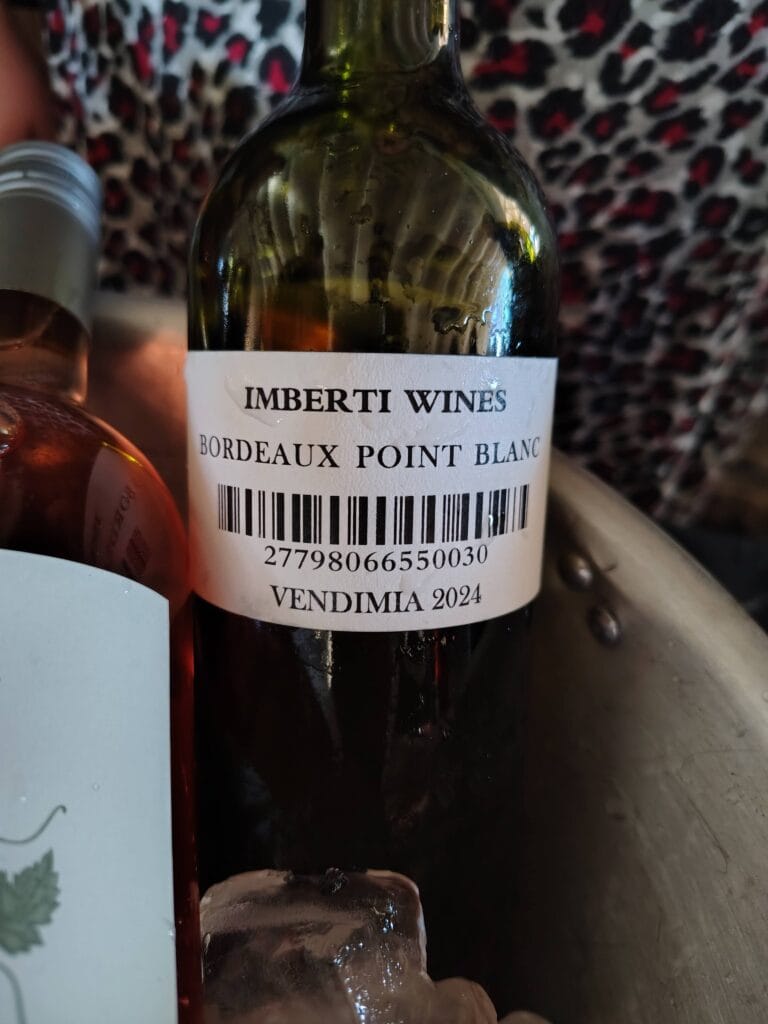 IMBERTI WINES
BORDEAUX POINT BLANC
27798066550030
VENDIMIA 2024